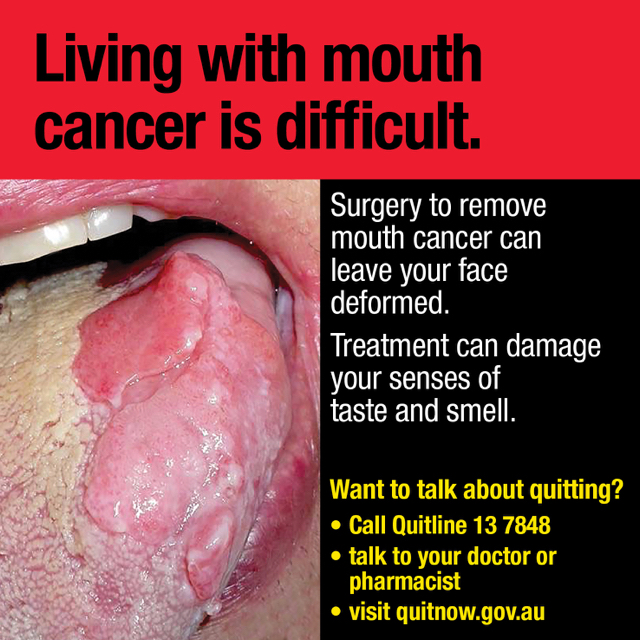 Living with mouth
cancer is difficult.
Surgery to remove
mouth cancer can
leave your face
deformed.
Treatment can damage
your senses of
taste and smell.
Want to talk about quitting?
• Call Quitline 13 7848
• talk to your doctor or
pharmacist
• visit quitnow.gov.au